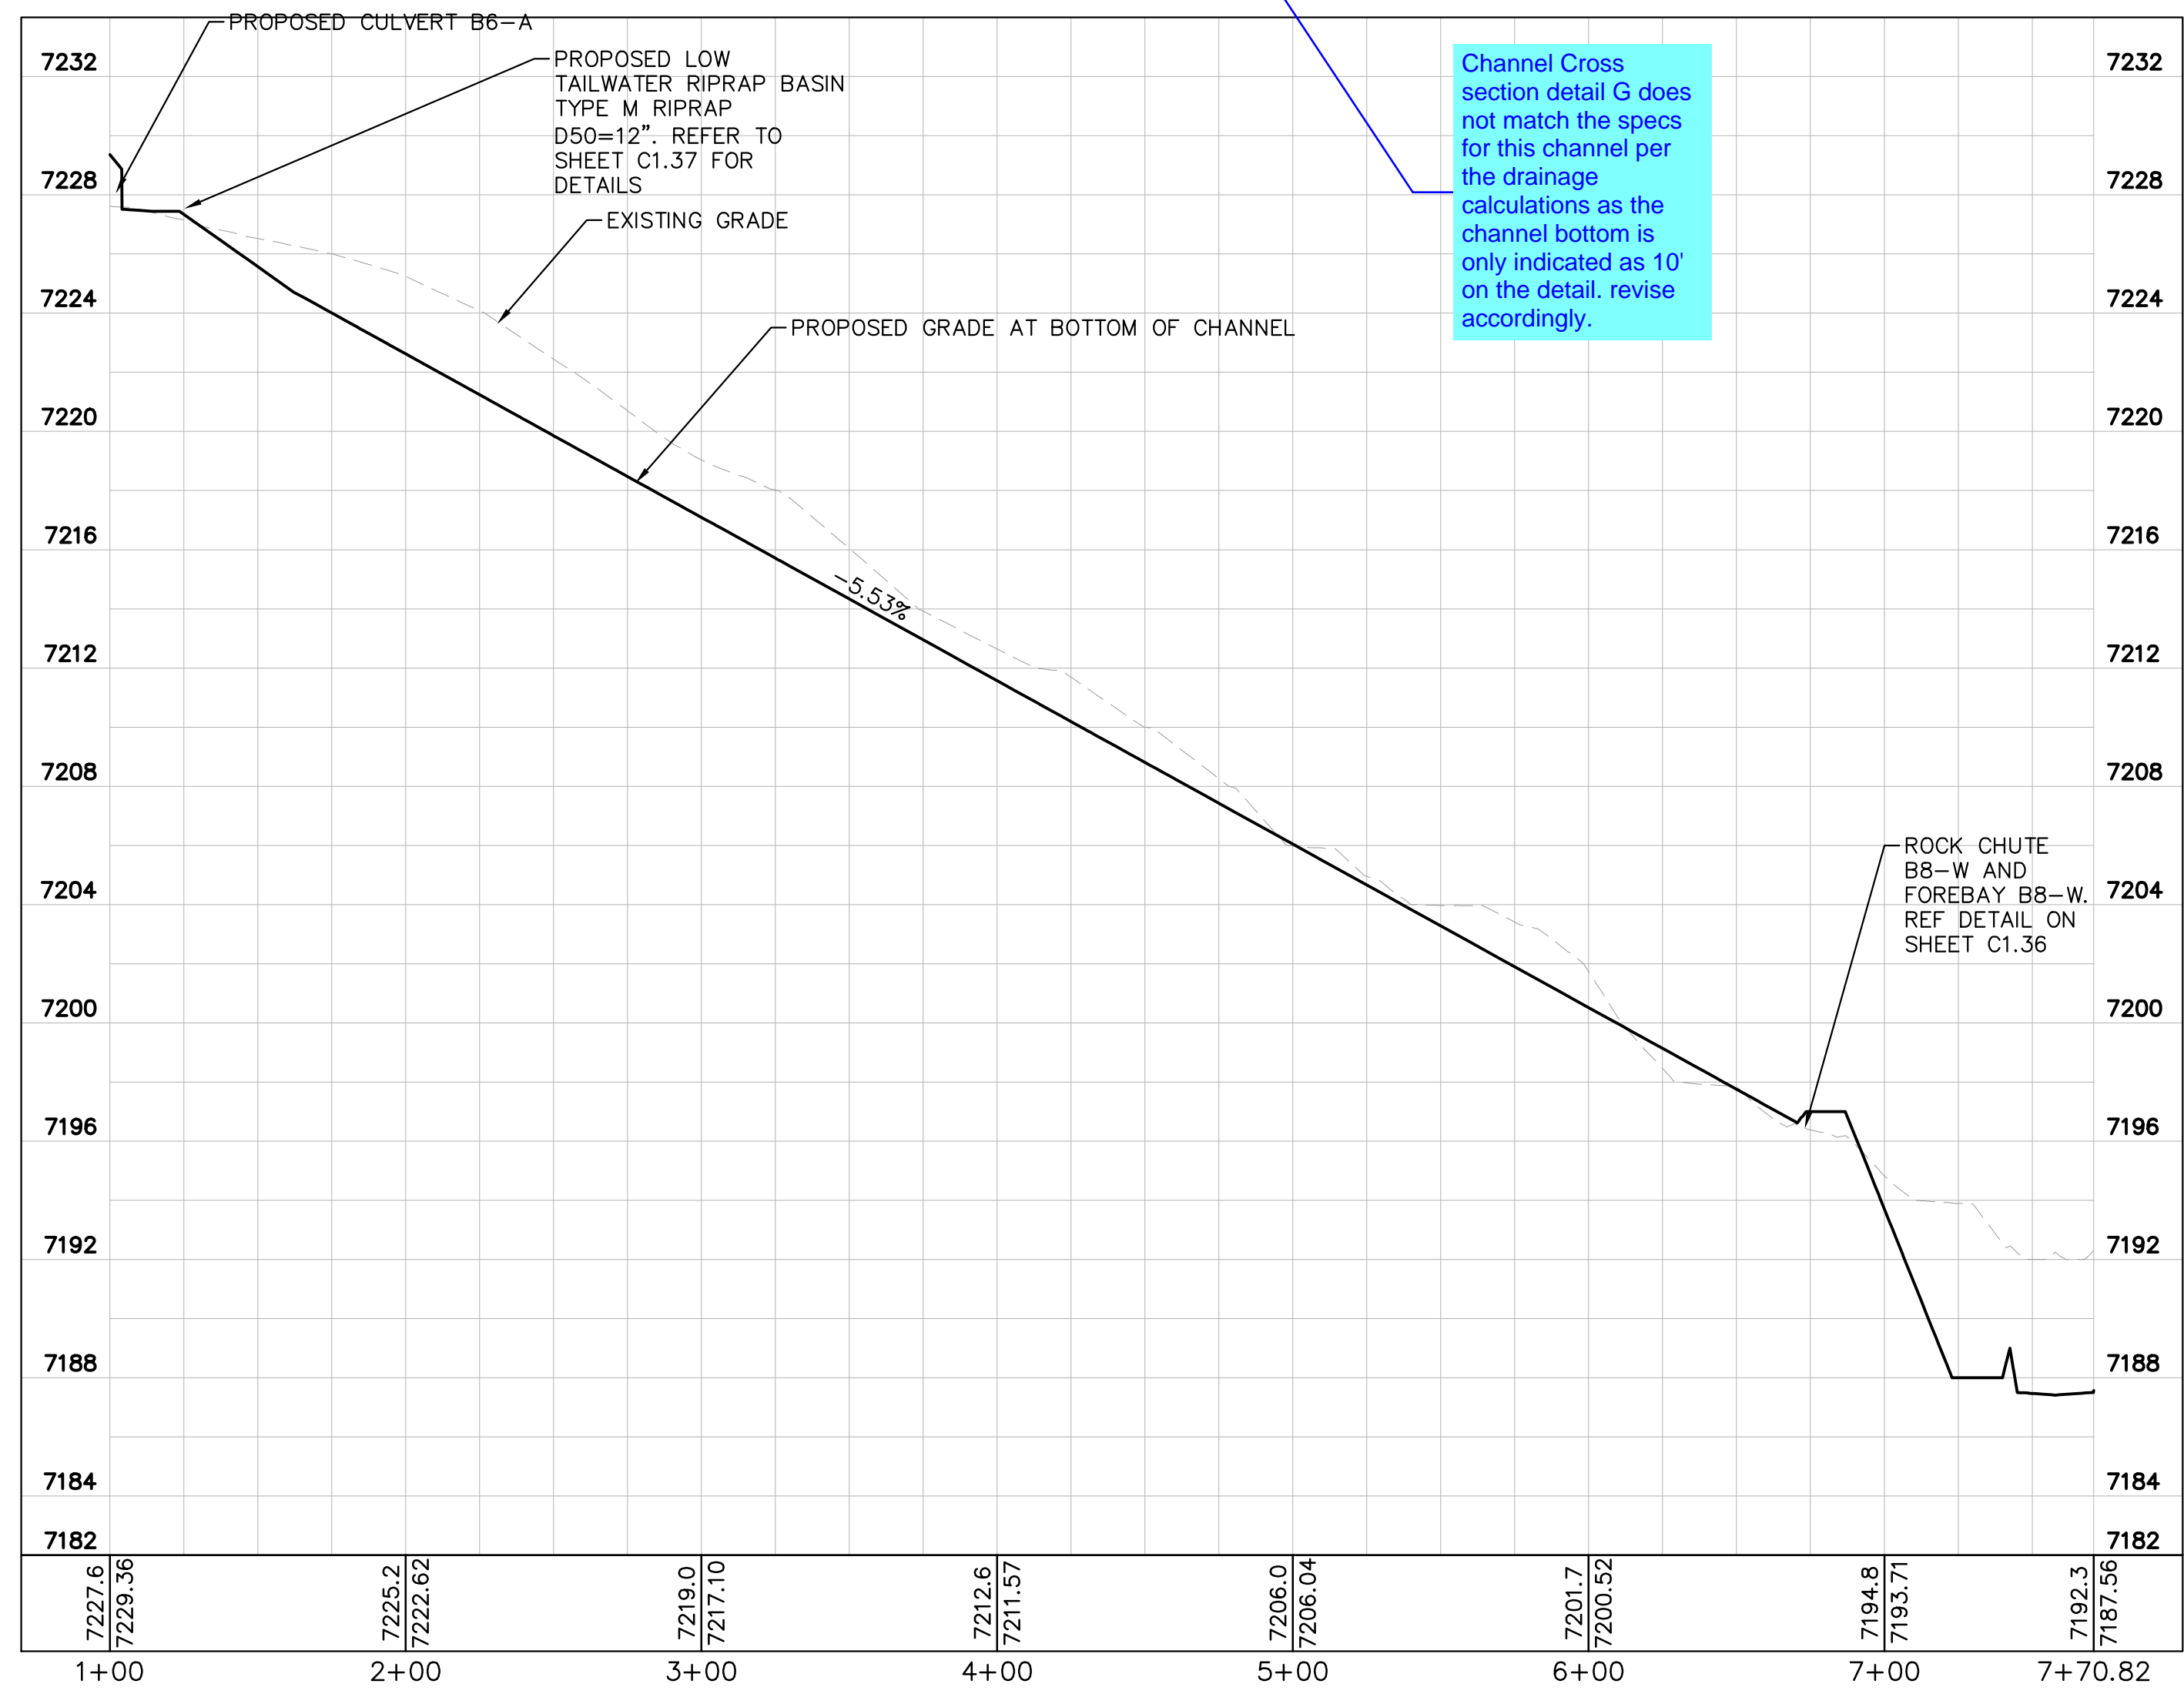 PROPOSED CULVERT B6-A
PROPOSED LOW
TAILWATER RIPRAP BASIN
TYPE M RIPRAP
D50=12". REFER TO
SHEET C1.37 FOR
DETAILS
EXISTING GRADE
PROPOSED GRADE AT BOTTOM OF CHANNEL
-5.53%
Channel Cross
section detail G does
not match the specs
for this channel per
the drainage
calculations as the
channel bottom is
only indicated as 10'
on the detail. revise
accordingly.
ROCK CHUTE
B8-W AND
FOREBAY B8-W.
REF DETAIL ON
SHEET C1.36
7232
7228
7224
7220
7216
7212
7208
7204
7200
7196
7192
7188
7184
7182
7232
7228
7224
7220
7216
7212
7208
7204
7200
7196
7192
7188
7184
7182
7227.6
7229.36
7225.2
7222.62
7219.0
7217.10
7212.6
7211.57
7206.0
7206.04
7201.7
7200.52
7194.8
7193.71
7192.3
7187.56
1+00
2+00
3+00
4+00
5+00
6+00
7+00
7+70.82